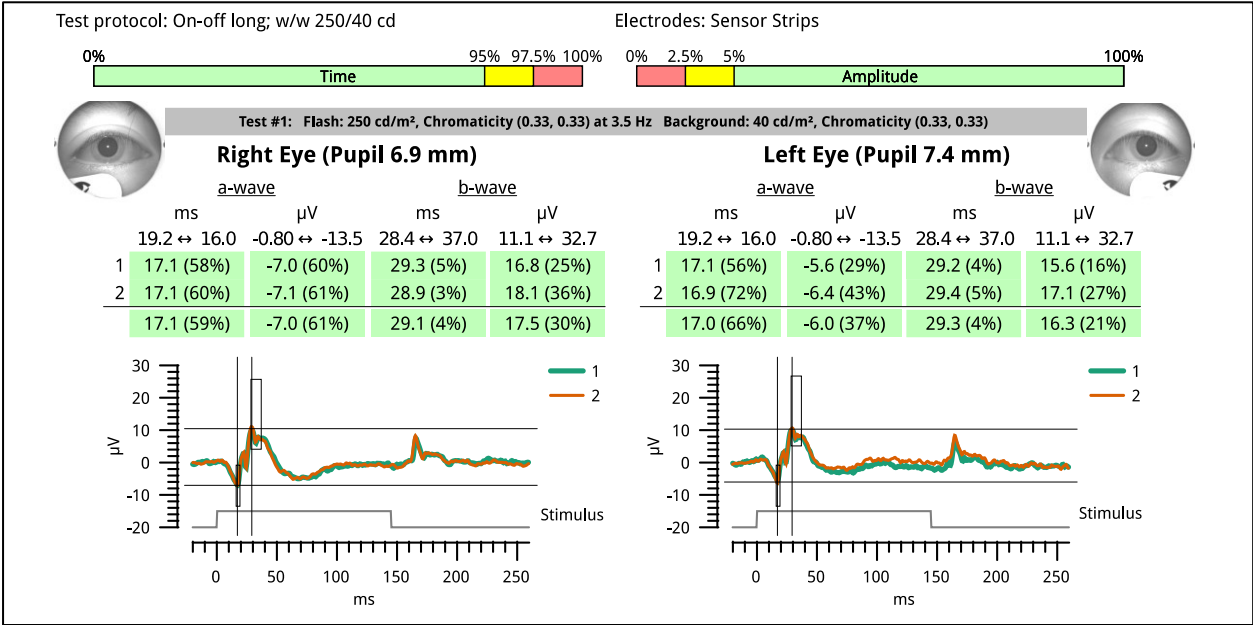 Test protocol: On-off long; w/w 250/40 cd Electrodes: Sensor Strips
0% 95% 97.5% 100% 0% 2.5% 5% 100%
Time Amplitude
Test #1: Flash: 250 cd/m², Chromaticity (0.33, 0.33) at 3.5 Hz Background: 40 cd/m², Chromaticity (0.33, 0.33)
Right Eye (Pupil 6.9 mm) Left Eye (Pupil 7.4 mm)
a-wave b-wave a-wave b-wave
ms µV ms µV ms µV ms µV
19.2 ↔ 16.0 -0.80 ↔ -13.5 28.4 ↔ 37.0 11.1 ↔ 32.7 19.2 ↔ 16.0 -0.80 ↔ -13.5 28.4 ↔ 37.0 11.1 ↔ 32.7
1 17.1 (58%) -7.0 (60%) 29.3 (5%) 16.8 (25%) 1 17.1 (56%) -5.6 (29%) 29.2 (4%) 15.6 (16%)
2 17.1 (60%) -7.1 (61%) 28.9 (3%) 18.1 (36%) 2 16.9 (72%) -6.4 (43%) 29.4 (5%) 17.1 (27%)
17.1 (59%) -7.0 (61%) 29.1 (4%) 17.5 (30%) 17.0 (66%) -6.0 (37%) 29.3 (4%) 16.3 (21%)
30 1 30 1
20 2 20 2
10 10
µV 0 µV 0
-10 -10
Stimulus Stimulus
-20 -20
0 50 100 150 200 250 0 50 100 150 200 250
ms ms